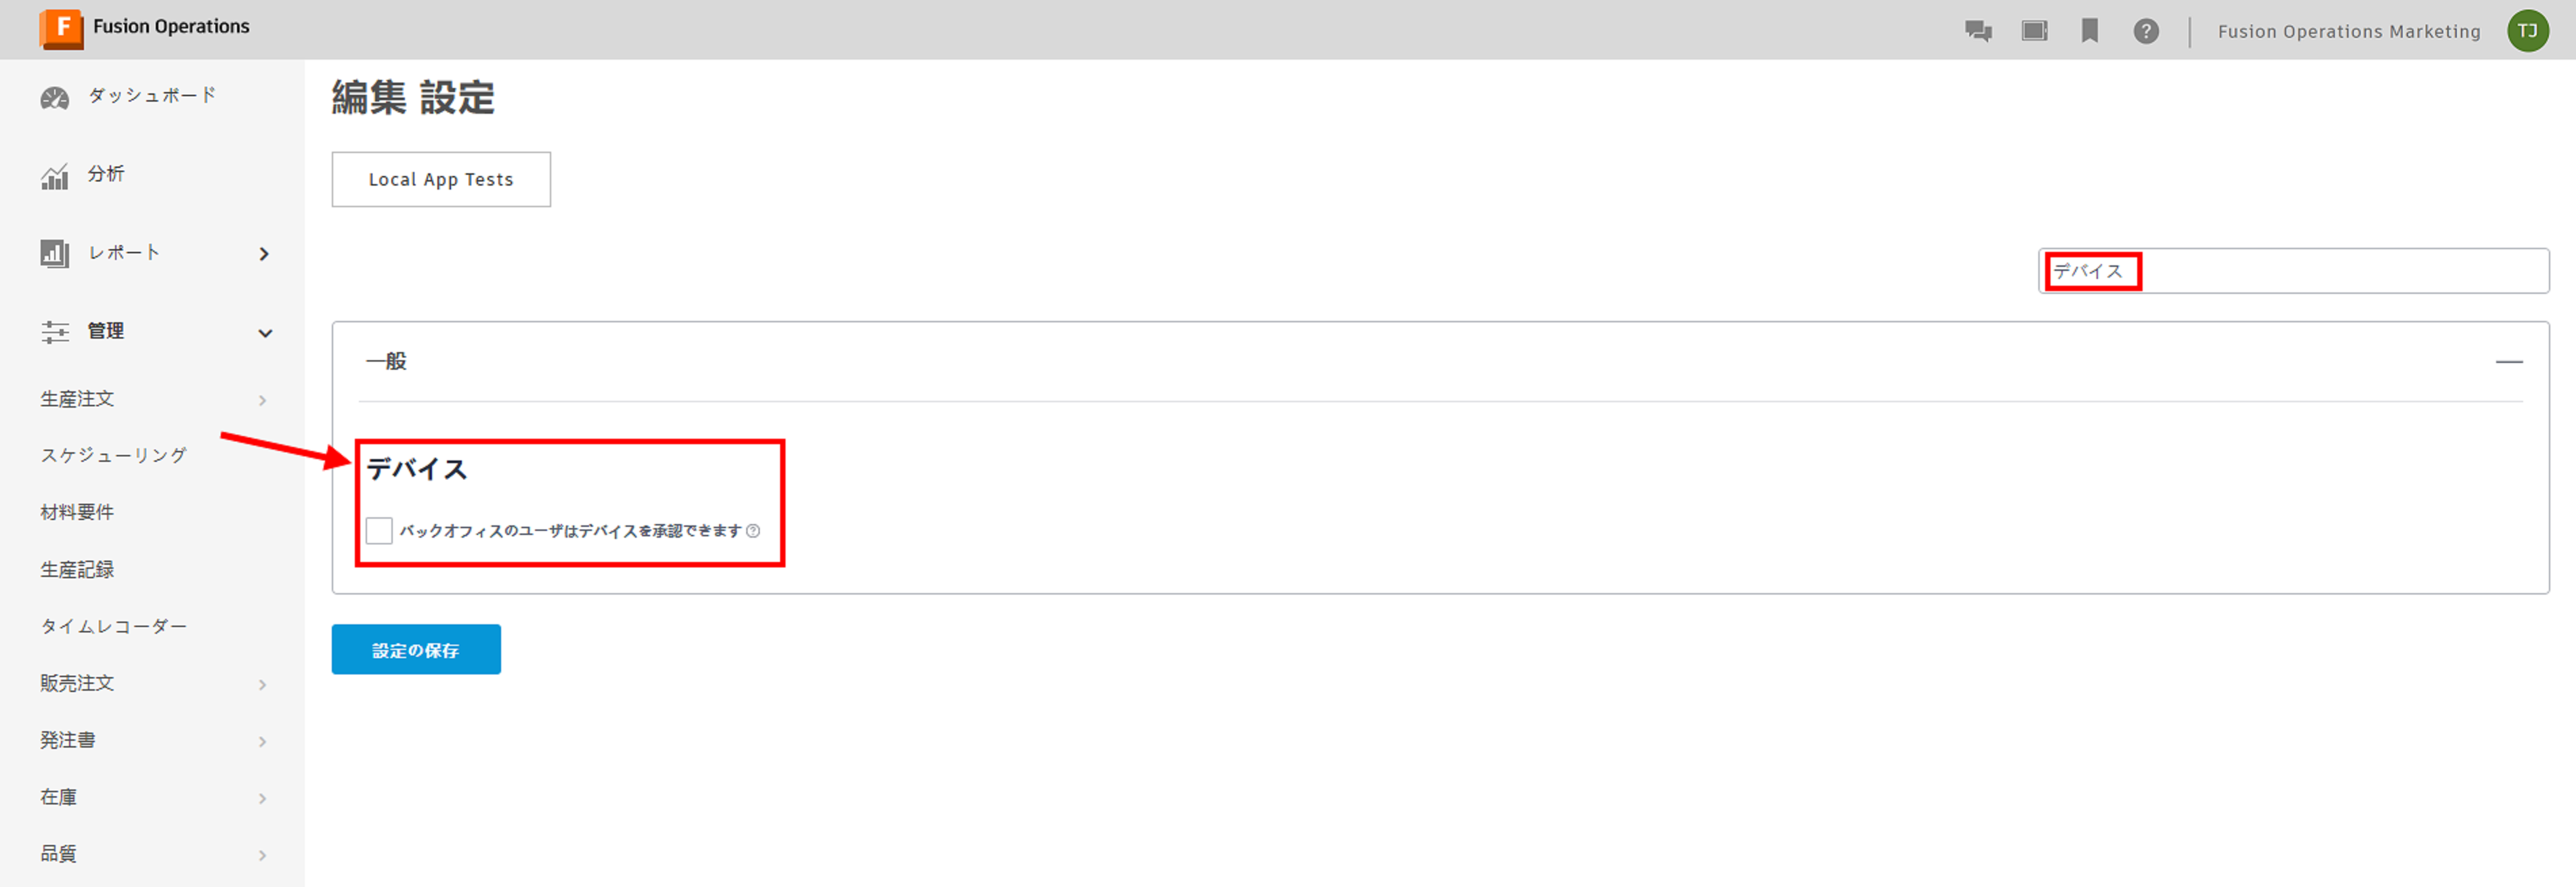 F Fusion Operations
? Fusion Operations Marketing TJ
ダッシュボード
分析
レポート
管理
生産注文
スケジューリング
材料要件
生産記録
タイムレコーダー
販売注文
発注書
在庫
品質
編集 設定
Local App Tests
デバイス
一般
デバイス
バックオフィスのユーザはデバイスを承認できます ?
設定の保存